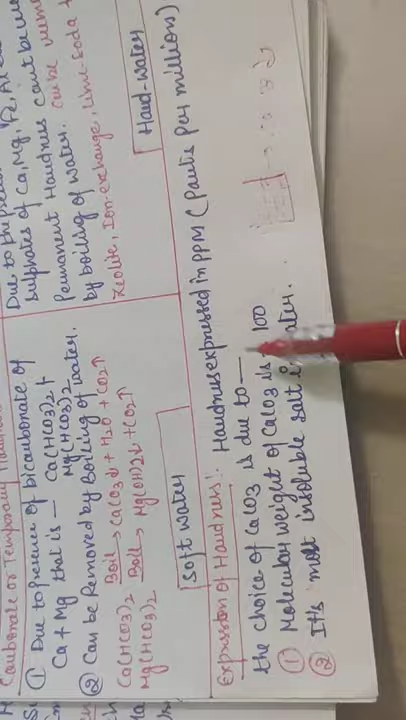 Carbonate or Temporary
① Due to presence of bicarbonate of
Ca + Mg that is - Ca(HCO3)2 +
Mg(HCO3)2
② Can be Removed by Boiling of water.
Ca(HCO3)2 Boil → CaCO3↓ + H2O + CO2↑
Mg(HCO3)2 Boil → Mg(OH)2↓ + CO2↑
Soft water
Due to the
Sulphates of Ca, Mg, Fe, Al
Permanent Hardness cant be
by boiling of water. Can be
Zeolite, Ion-exchange, lime soda
Hard-water
Expression of Hardness: Hardness expressed in PPM (Parts Per million)
the choice of CaCO3 is due to —
① Molecular weight of CaCO3 is 100
② It's most insoluble salt